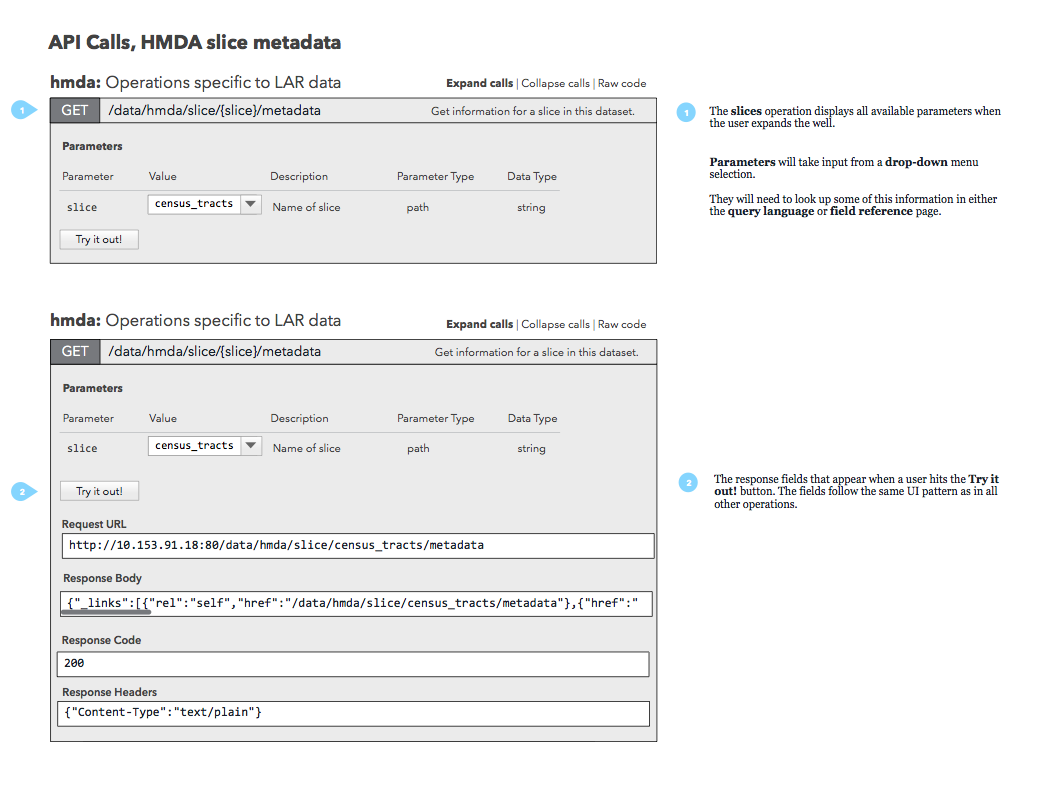 API Calls, HMDA slice metadata
hmda: Operations specific to LAR data
Expand calls | Collapse calls | Raw code
1
GET /data/hmda/slice/{slice}/metadata Get information for a slice in this dataset.
Parameters
Parameter Value Description Parameter Type Data Type
slice census_tracts Name of slice path string
Try it out!
1
The slices operation displays all available parameters when
the user expands the well.
Parameters will take input from a drop-down menu
selection.
They will need to look up some of this information in either
the query language or field reference page.
hmda: Operations specific to LAR data
Expand calls | Collapse calls | Raw code
GET /data/hmda/slice/{slice}/metadata Get information for a slice in this dataset.
Parameters
Parameter Value Description Parameter Type Data Type
slice census_tracts Name of slice path string
2
Try it out!
Request URL
http://10.153.91.18:80/data/hmda/slice/census_tracts/metadata
Response Body
{"_links":[{"rel":"self","href":"/data/hmda/slice/census_tracts/metadata"},{"href":"
Response Code
200
Response Headers
{"Content-Type":"text/plain"}
2
The response fields that appear when a user hits the Try it
out! button. The fields follow the same UI pattern as in all
other operations.